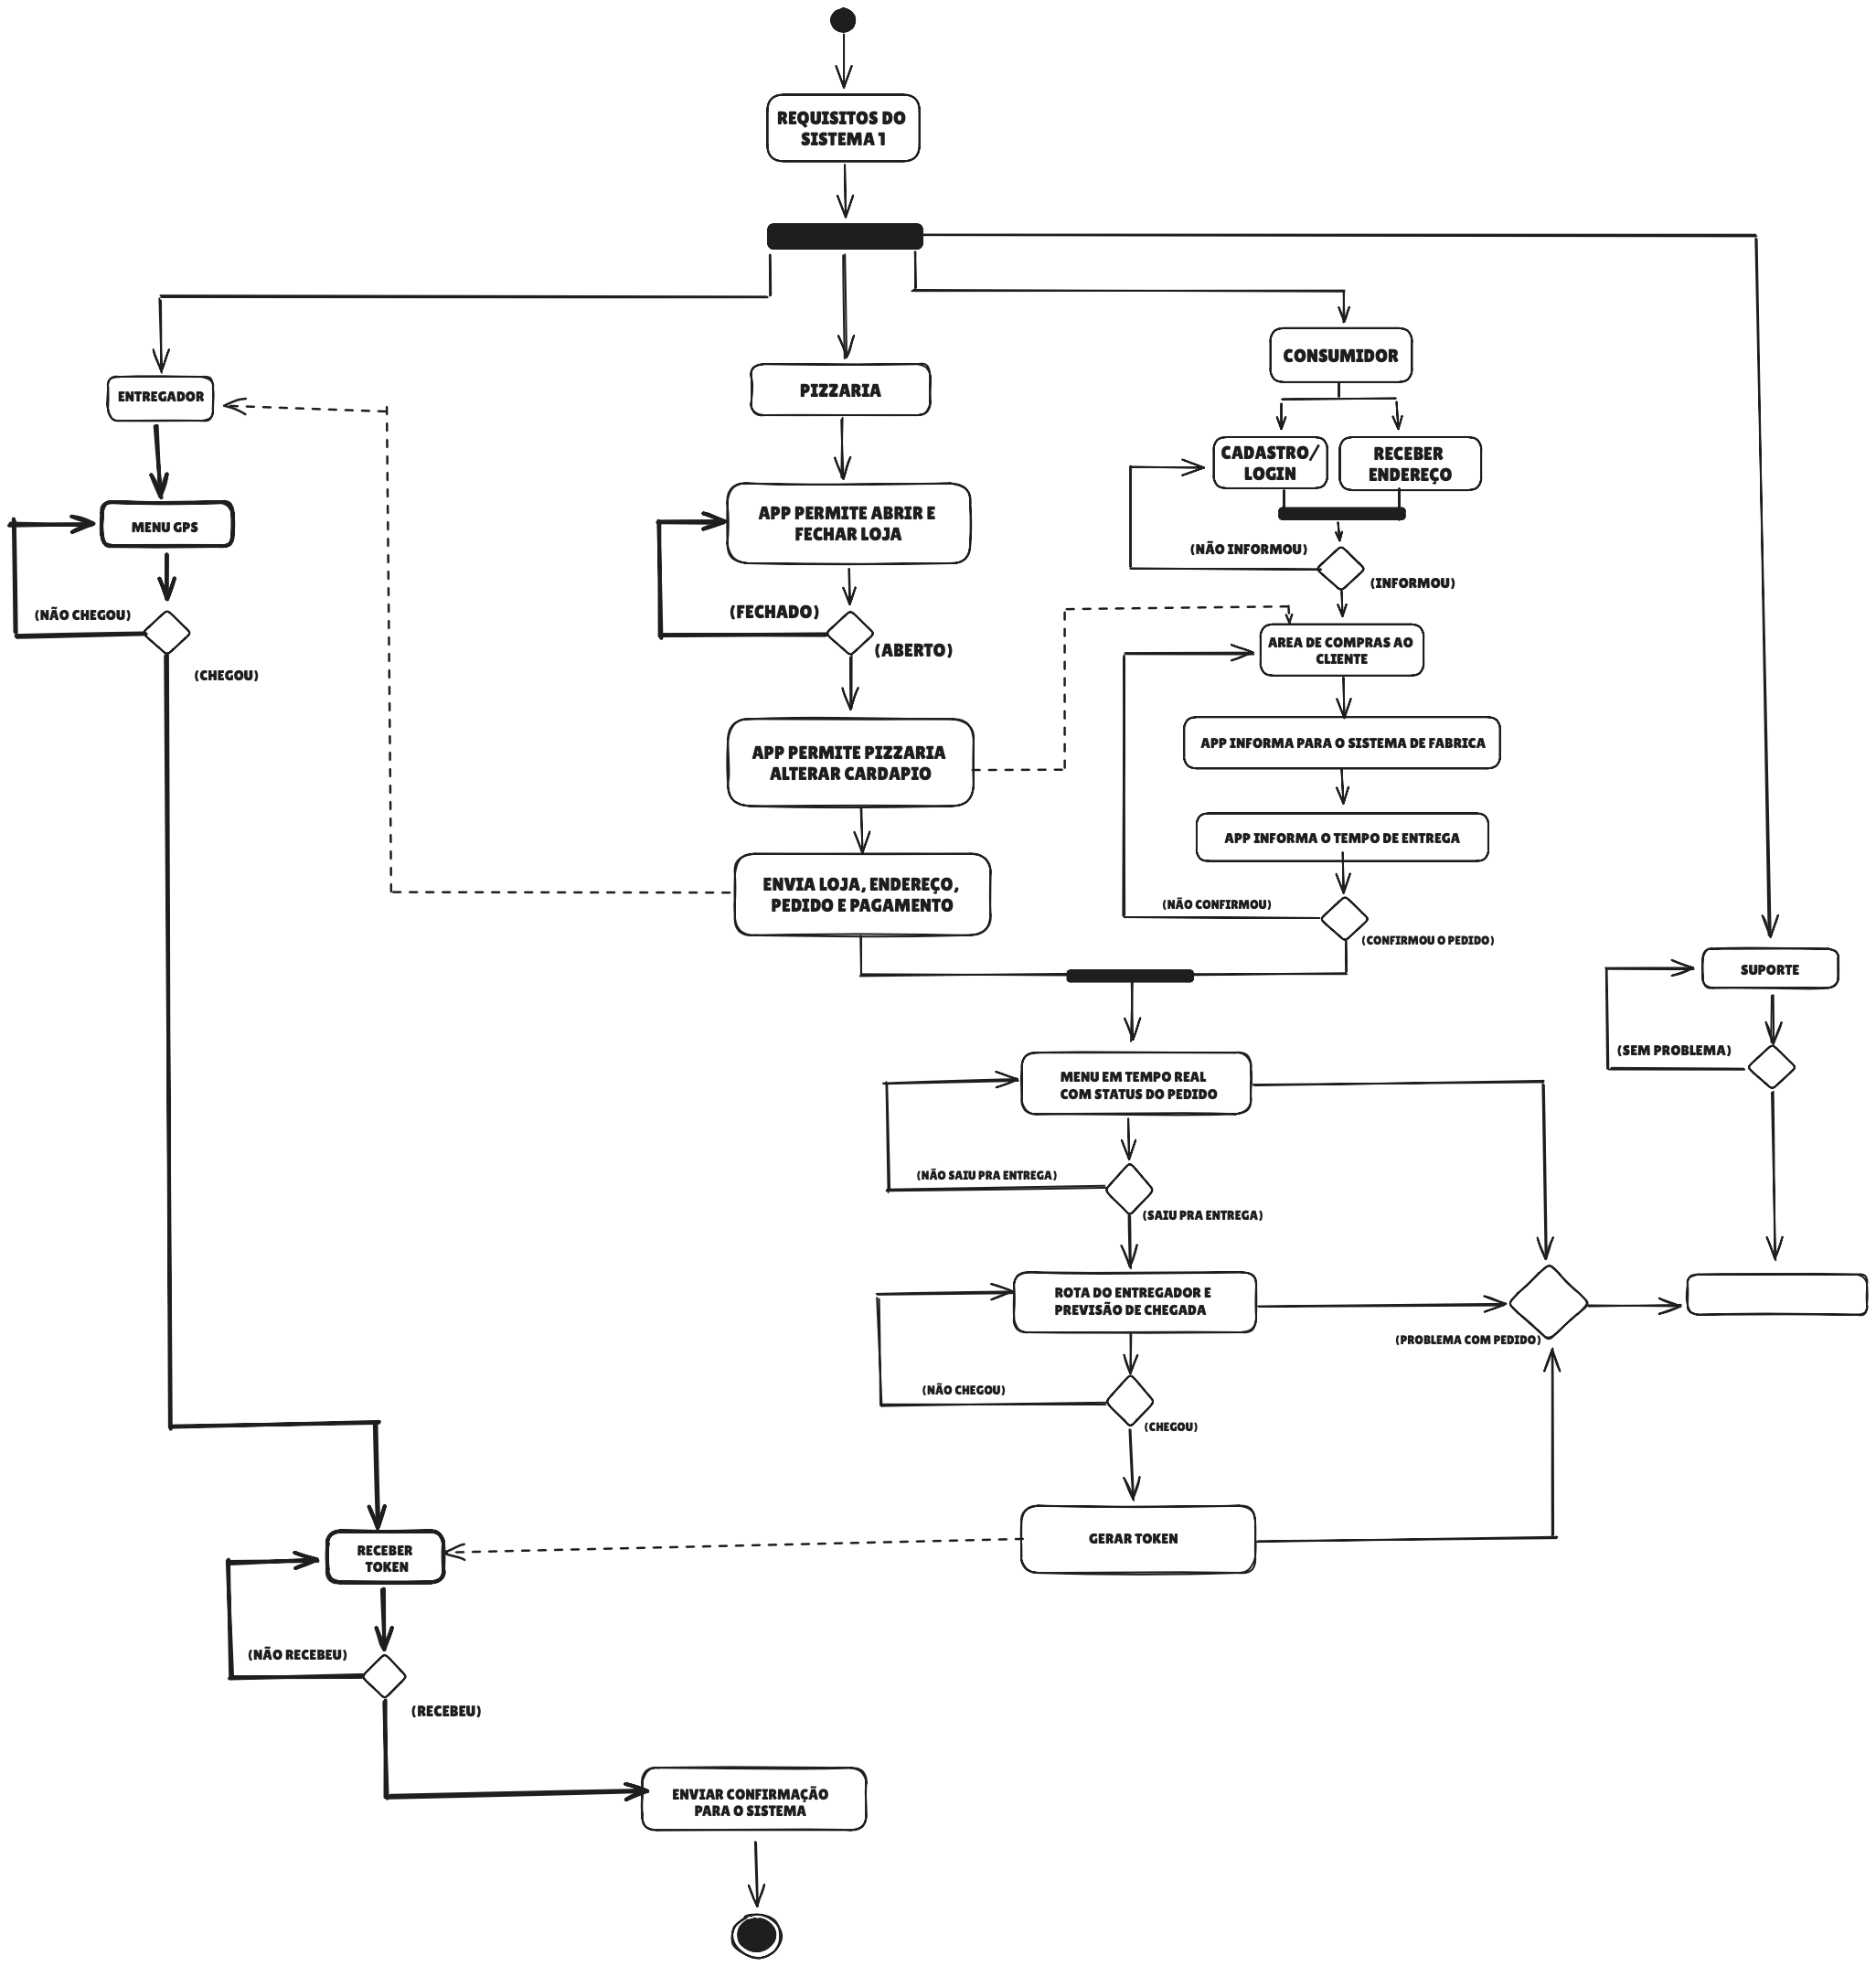 REQUISITOS DO
SISTEMA 1
CONSUMIDOR
PIZZARIA
ENTREGADOR
CADASTRO/
LOGIN
RECEBER
ENDEREÇO
APP PERMITE ABRIR E
FECHAR LOJA
MENU GPS
(NÃO INFORMOU)
(INFORMOU)
(NÃO CHEGOU)
(FECHADO)
(ABERTO)
(CHEGOU)
AREA DE COMPRAS AO
CLIENTE
APP PERMITE PIZZARIA
ALTERAR CARDAPIO
APP INFORMA PARA O SISTEMA DE FABRICA
APP INFORMA O TEMPO DE ENTREGA
ENVIA LOJA, ENDEREÇO,
PEDIDO E PAGAMENTO
(NÃO CONFIRMOU)
(CONFIRMOU O PEDIDO)
SUPORTE
(SEM PROBLEMA)
MENU EM TEMPO REAL
COM STATUS DO PEDIDO
(NÃO SAIU PRA ENTREGA)
(SAIU PRA ENTREGA)
ROTA DO ENTREGADOR E
PREVISÃO DE CHEGADA
(PROBLEMA COM PEDIDO)
(NÃO CHEGOU)
(CHEGOU)
GERAR TOKEN
RECEBER
TOKEN
(NÃO RECEBEU)
(RECEBEU)
ENVIAR CONFIRMAÇÃO
PARA O SISTEMA